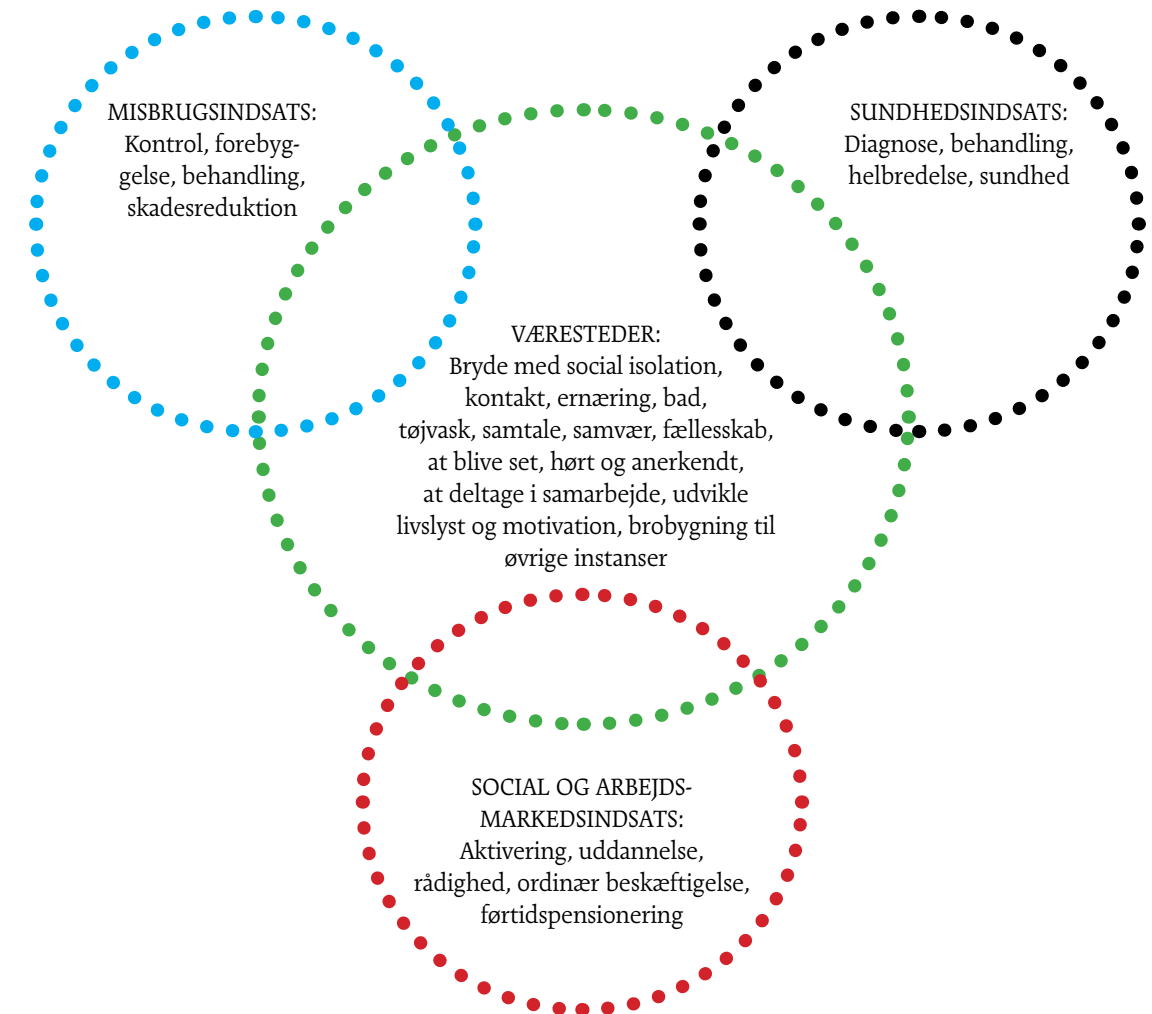 MISBRUGSINDSATS:
Kontrol, forebyg-
gelse, behandling,
skadesreduktion
SUNDHEDSINDSATS:
Diagnose, behandling,
helbredelse, sundhed
VÆRESTEDER:
Bryde med social isolation,
kontakt, ernæring, bad,
tøjvask, samtale, samvær, fællesskab,
at blive set, hørt og anerkendt,
at deltage i samarbejde, udvikle
livslyst og motivation, brobygning til
øvrige instanser
SOCIAL OG ARBEJDS-
MARKEDSINDSATS:
Aktivering, uddannelse,
rådighed, ordinær beskæftigelse,
førtidspensionering